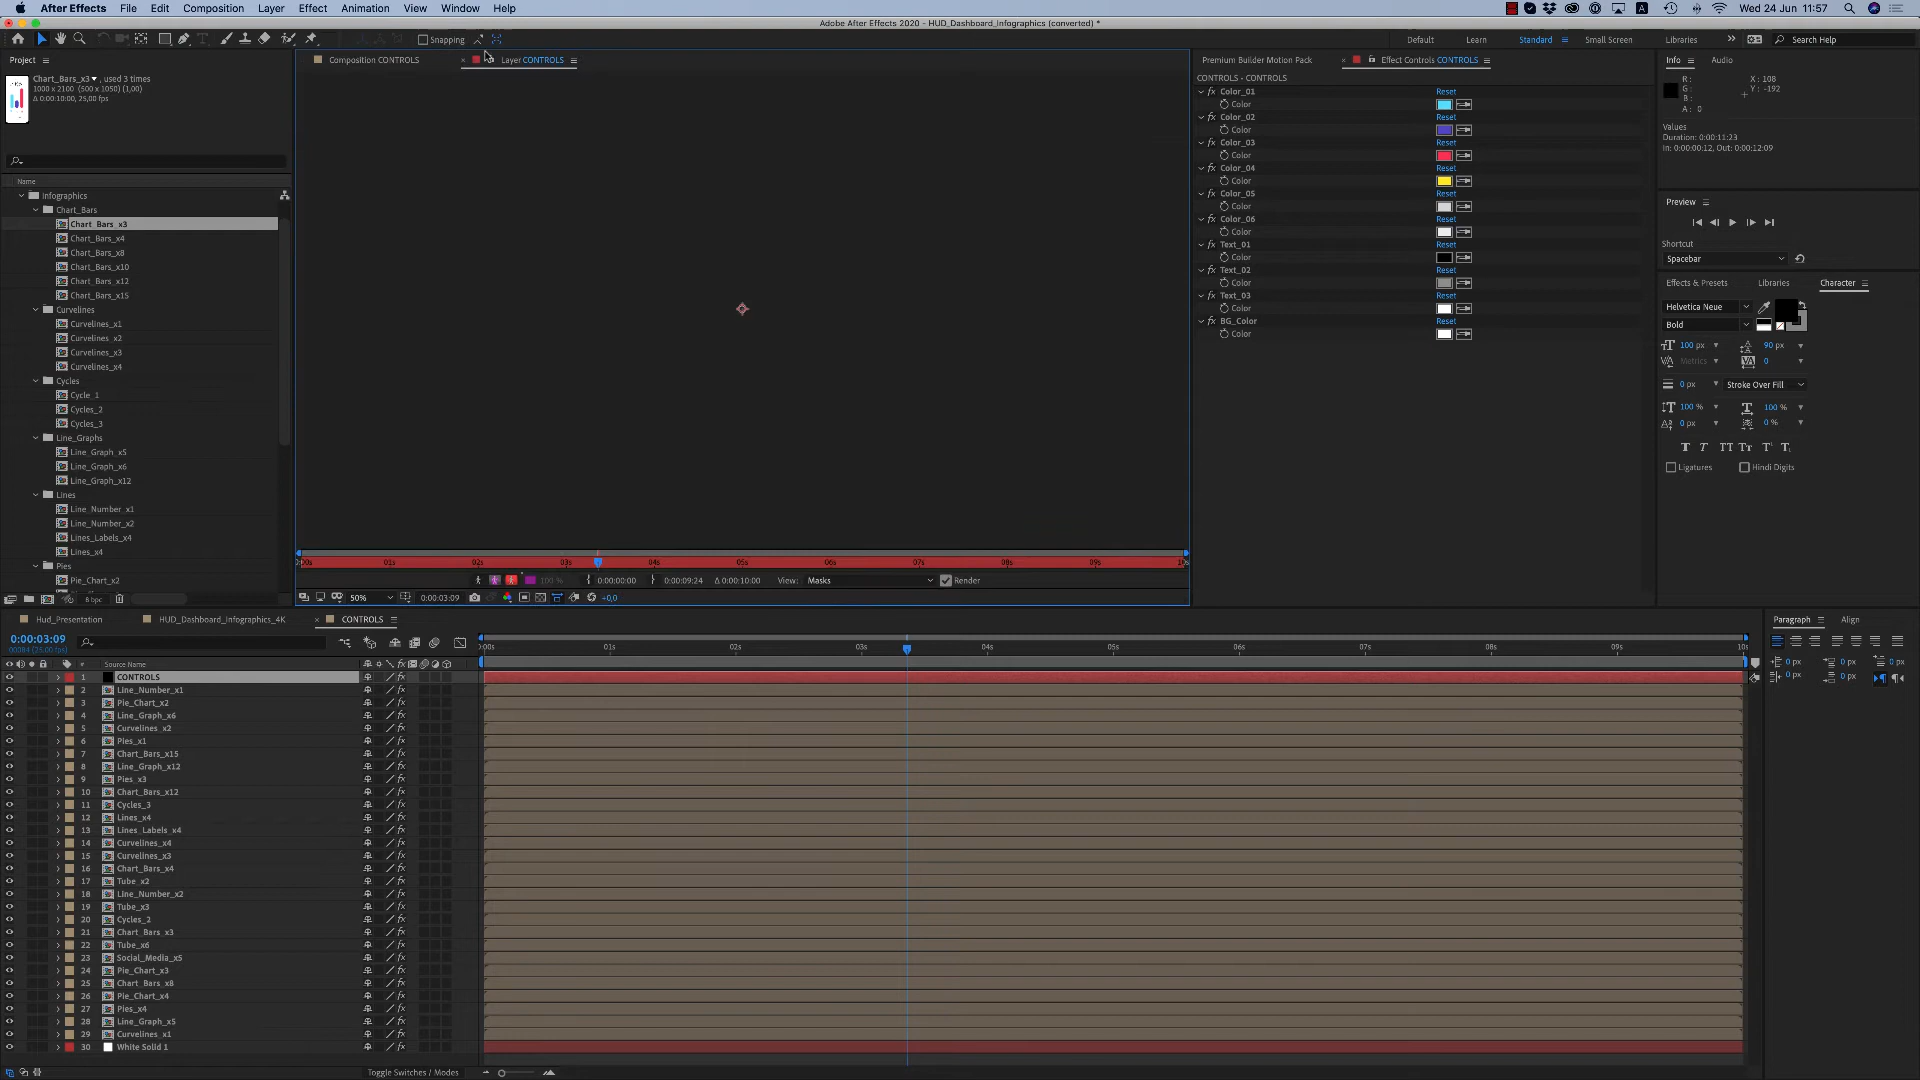 After Effects File Edit Composition Layer Effect Animation View Window Help Wed 24 Jun 11:57
Adobe After Effects 2020 - HUD_Dashboard_Infographics (converted) *
Snapping Default Learn Standard Small Screen Libraries Search Help
Project
Chart_Bars_x3 , used 3 times
1000 x 2100 (500 x 1050) (1,00)
Δ 0:00:10:00, 25,00 fps
Name
Infographics
Chart_Bars
Chart_Bars_x3
Chart_Bars_x4
Chart_Bars_x8
Chart_Bars_x10
Chart_Bars_x12
Chart_Bars_x15
Curvelines
Curvelines_x1
Curvelines_x2
Curvelines_x3
Curvelines_x4
Cycles
Cycle_1
Cycles_2
Cycles_3
Line_Graphs
Line_Graph_x5
Line_Graph_x6
Line_Graph_x12
Lines
Line_Number_x1
Line_Number_x2
Lines_Labels_x4
Lines_x4
Pies
Pie_Chart_x2
8 bpc
Composition CONTROLS Layer CONTROLS
01s 02s 03s 04s 05s 06s 07s 08s 09s
100 % 0:00:00:00 0:00:09:24 Δ 0:00:10:00 View: Masks Render
50% 0:00:03:09 +0,0
Premium Builder Motion Pack Effect Controls CONTROLS
CONTROLS - CONTROLS
fx Color_01 Reset
Color
fx Color_02 Reset
Color
fx Color_03 Reset
Color
fx Color_04 Reset
Color
fx Color_05 Reset
Color
fx Color_06 Reset
Color
fx Text_01 Reset
Color
fx Text_02 Reset
Color
fx Text_03 Reset
Color
fx BG_Color Reset
Color
Info Audio
R : X : 108
G : Y : -192
B :
A : 0
Values
Duration: 0:00:11:23
In: 0:00:00:12, Out: 0:00:12:09
Preview
Shortcut
Spacebar
Effects & Presets Libraries Character
Helvetica Neue
Bold
100 px 90 px
Metrics 0
0 px Stroke Over Fill
100 % 100 %
0 px 0 %
Ligatures Hindi Digits
Hud_Presentation HUD_Dashboard_Infographics_4K CONTROLS
0:00:03:09
00084 (25.00 fps)
:00s 01s 02s 03s 04s 05s 06s 07s 08s 09s 10s
# Source Name
1 CONTROLS
2 Line_Number_x1
3 Pie_Chart_x2
4 Line_Graph_x6
5 Curvelines_x2
6 Pies_x1
7 Chart_Bars_x15
8 Line_Graph_x12
9 Pies_x3
10 Chart_Bars_x12
11 Cycles_3
12 Lines_x4
13 Lines_Labels_x4
14 Curvelines_x4
15 Curvelines_x3
16 Chart_Bars_x4
17 Tube_x2
18 Line_Number_x2
19 Tube_x3
20 Cycles_2
21 Chart_Bars_x3
22 Tube_x6
23 Social_Media_x5
24 Pie_Chart_x3
25 Chart_Bars_x8
26 Pie_Chart_x4
27 Pies_x4
28 Line_Graph_x5
29 Curvelines_x1
30 White Solid 1
Toggle Switches / Modes
Paragraph Align
0 px 0 px 0 px
0 px 0 px